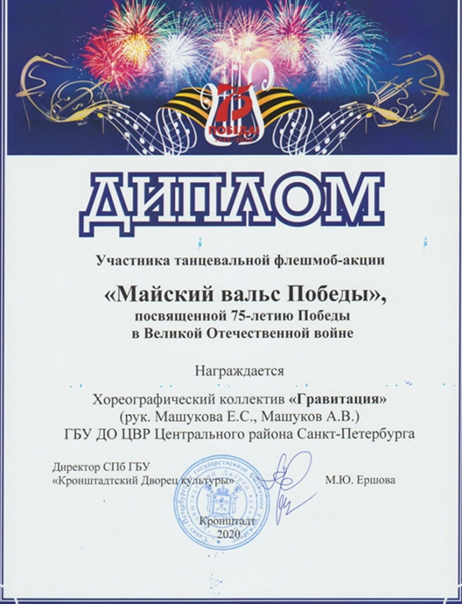 75
ПОБЕДА!
ДИПЛОМ
Участника танцевальной флешмоб-акции
«Майский вальс Победы»,
посвященной 75-летию Победы
в Великой Отечественной войне
Награждается
Хореографический коллектив «Гравитация»
(рук. Машукова Е.С., Машуков А.В.)
ГБУ ДО ЦВР Центрального района Санкт-Петербурга
Директор СПб ГБУ
«Кронштадтский Дворец культуры»
М.Ю. Ершова
Кронштадт
2020